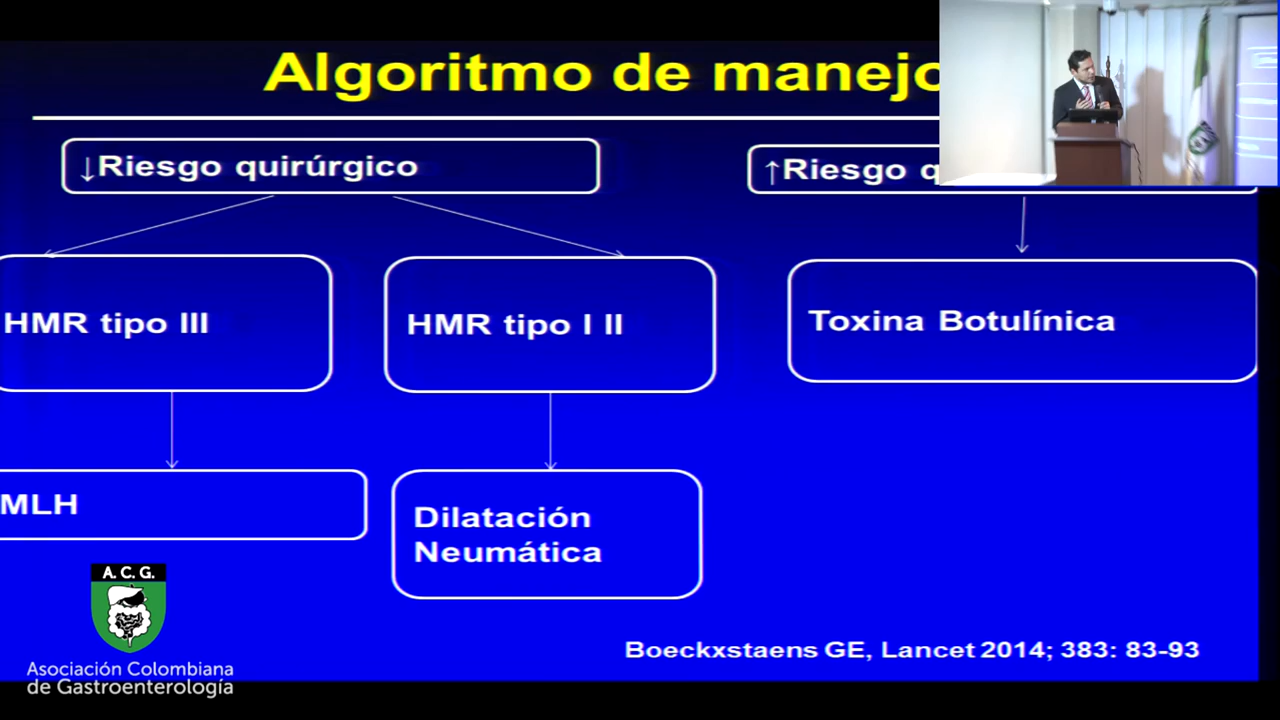 Algoritmo de manejo
↓Riesgo quirúrgico
↑Riesgo q
HMR tipo III
HMR tipo I II
Toxina Botulínica
MLH
Dilatación
Neumática
A. C. G.
Asociación Colombiana
de Gastroenterología
Boeckxstaens GE, Lancet 2014; 383: 83-93